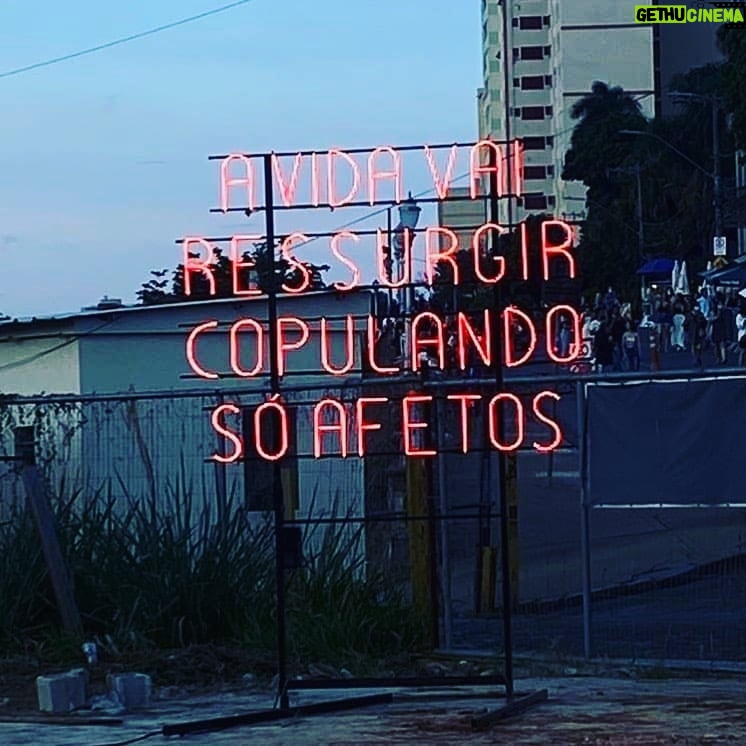 GETHUCINEMA
A VIDA VAI
RESSURGIR
COPULANDO
SÓ AFETOS